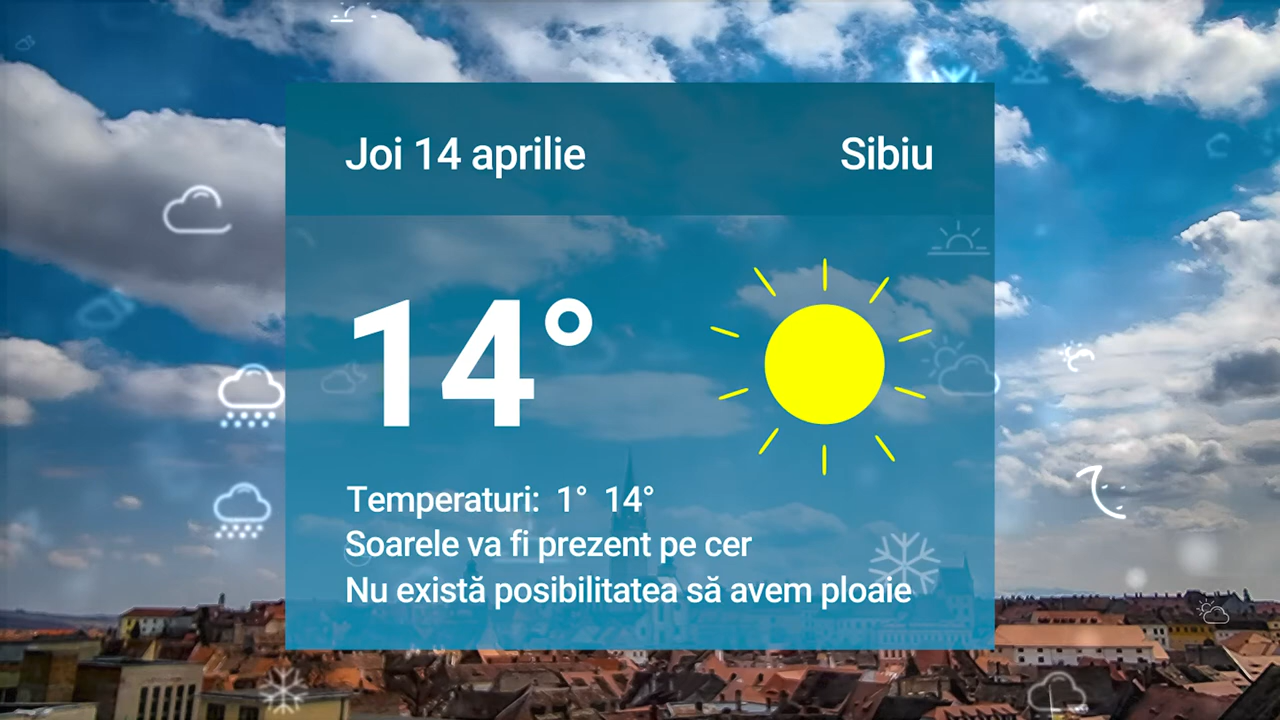 Joi 14 aprilie Sibiu
14°
Temperaturi: 1° 14°
Soarele va fi prezent pe cer
Nu există posibilitatea să avem ploaie